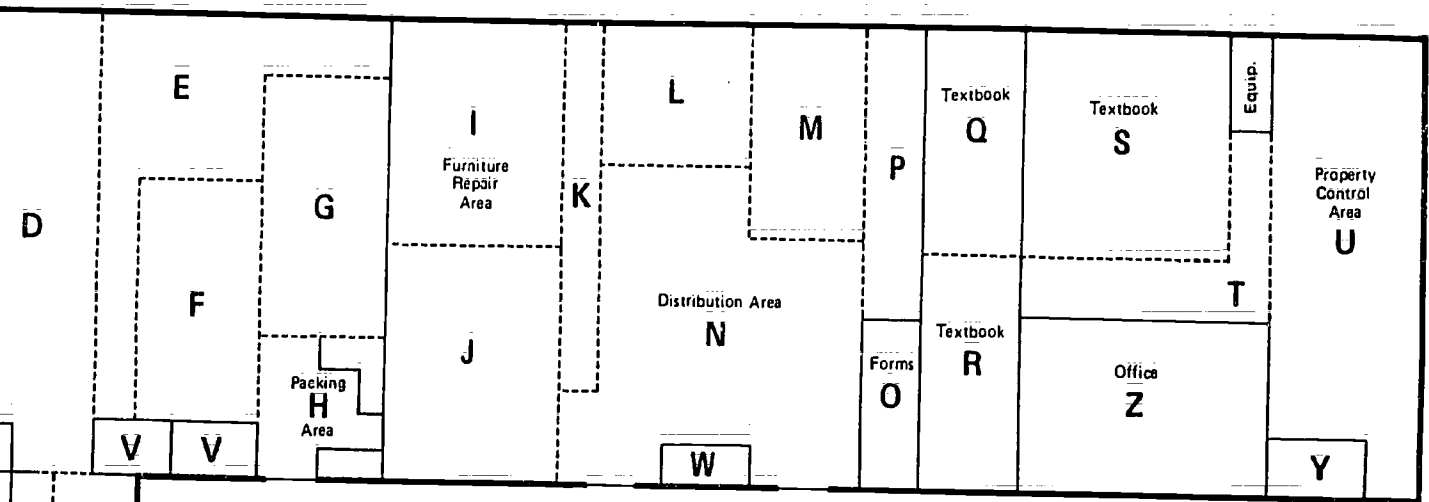 D
E
F
G
Packing
H
Area
V
V
I
Furniture
Repair
Area
J
K
L
M
Distribution Area
N
W
P
Forms
O
Textbook
Q
Textbook
R
Textbook
S
Equip.
T
Office
Z
Property
Control
Area
U
Y